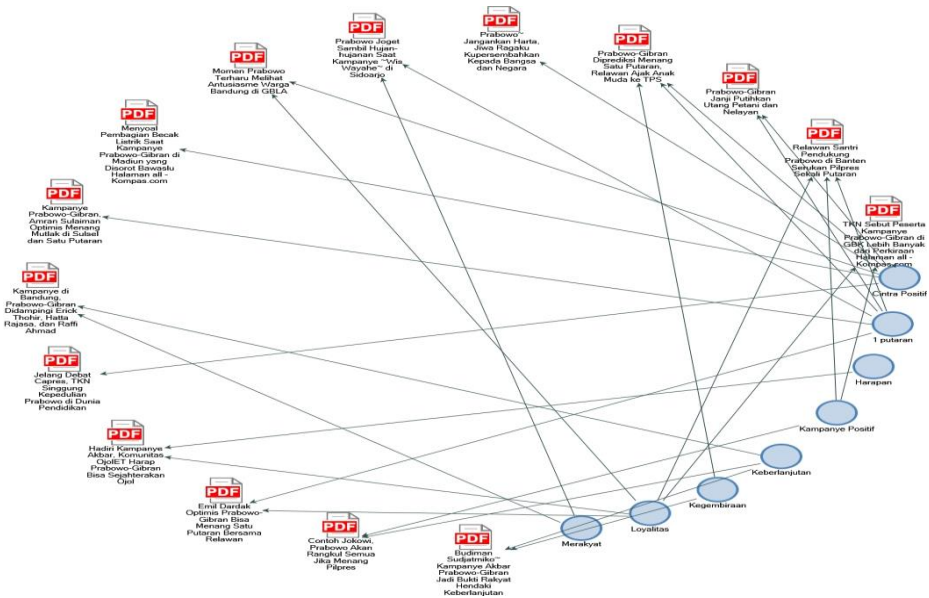 PDF
Prabowo Joget
Sambil Hujan-
hujanan Saat
Kampanye "Wis
Wayahe" di
Sidoarjo
PDF
Prabowo~
Jangankan Harta,
Jiwa Ragaku
Kupersembahkan
Kepada Bangsa
dan Negara
PDF
Prabowo-Gibran
Diprediksi Menang
Satu Putaran,
Relawan Ajak Anak
Muda ke TPS
PDF
Momen Prabowo
Terharu Melihat
Antusiasme Warga
Bandung di GBLA
PDF
Prabowo-Gibran
Janji Putihkan
Utang Petani dan
Nelayan
PDF
Menyoal
Pembagian Becak
Listrik Saat
Kampanye
Prabowo-Gibran di
Madiun yang
Disorot Bawaslu
Halaman all -
Kompas.com
PDF
Relawan Santri
Pendukung
Prabowo di Banten
Serukan Pilpres
Sekali Putaran
PDF
Kampanye
Prabowo-Gibran,
Amran Sulaiman
Optimis Menang
Mutlak di Sulsel
dan Satu Putaran
PDF
TKN Sebut Peserta
Kampanye
Prabowo-Gibran di
GBK Lebih Banyak
dari Perkiraan
Halaman all -
Kompas.com
PDF
Kampanye di
Bandung,
Prabowo-Gibran
Didampingi Erick
Thohir, Hatta
Rajasa, dan Raffi
Ahmad
Cintra Positif
1 putaran
PDF
Jelang Debat
Capres, TKN
Singgung
Kepedulian
Prabowo di Dunia
Pendidikan
Harapan
PDF
Hadiri Kampanye
Akbar, Komunitas
OjolET Harap
Prabowo-Gibran
Bisa Sejahterakan
Ojol
Kampanye Positif
Keberlanjutan
PDF
Emil Dardak
Optimis Prabowo-
Gibran Bisa
Menang Satu
Putaran Bersama
Relawan
Kegembiraan
PDF
Contoh Jokowi,
Prabowo Akan
Rangkul Semua
Jika Menang
Pilpres
Loyalitas
Merakyat
PDF
Budiman
Sudjatmiko~
Kampanye Akbar
Prabowo-Gibran
Jadi Bukti Rakyat
Hendaki
Keberlanjutan